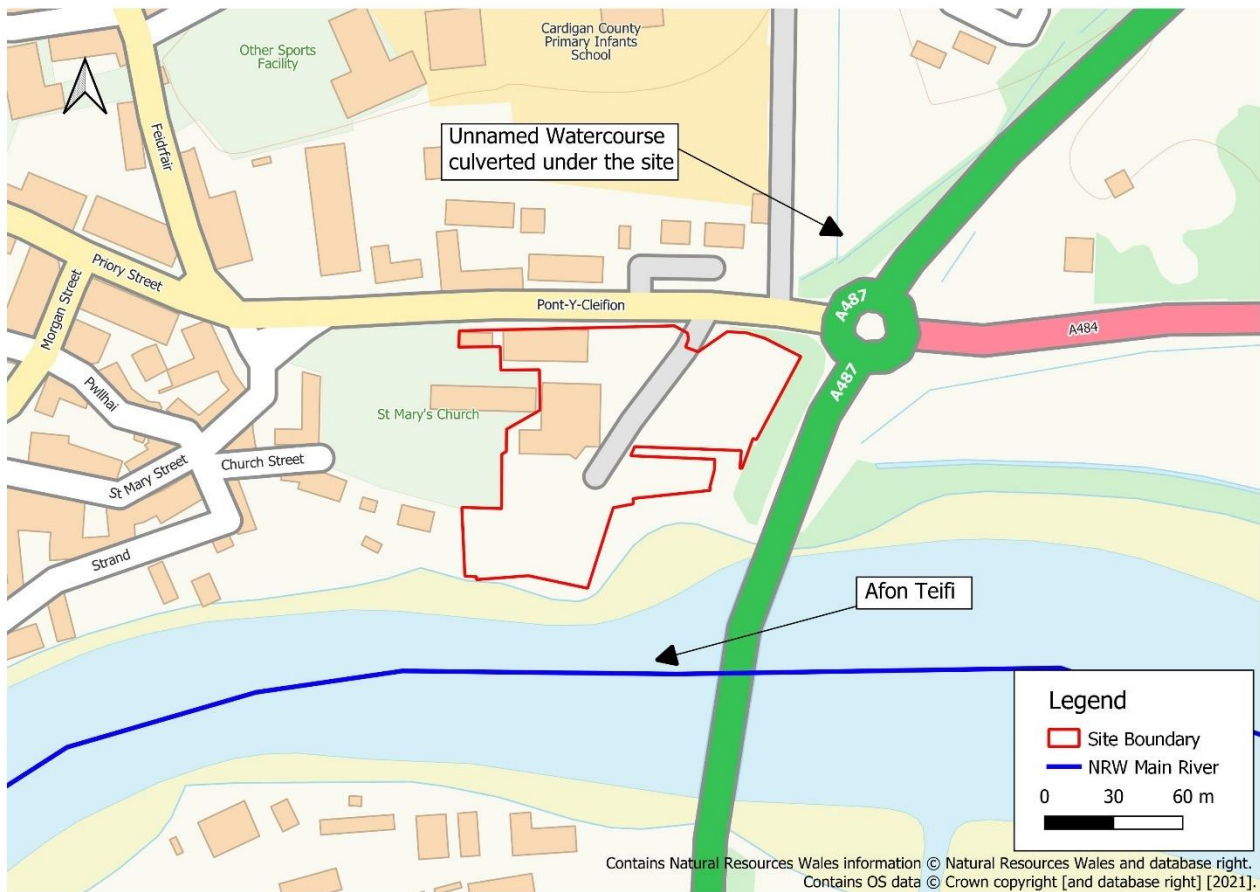 Other Sports
Facility
Cardigan County
Primary Infants
School
Feidrfair
Unnamed Watercourse
culverted under the site
Priory Street
Morgan Street
Pont-Y-Cleifion
A487
A484
A487
Pwllhai
St Mary's Church
St Mary Street
Church Street
Strand
Afon Teifi
Legend
Site Boundary
NRW Main River
0 30 60 m
Contains Natural Resources Wales information © Natural Resources Wales and database right.
Contains OS data © Crown copyright [and database right] [2021].